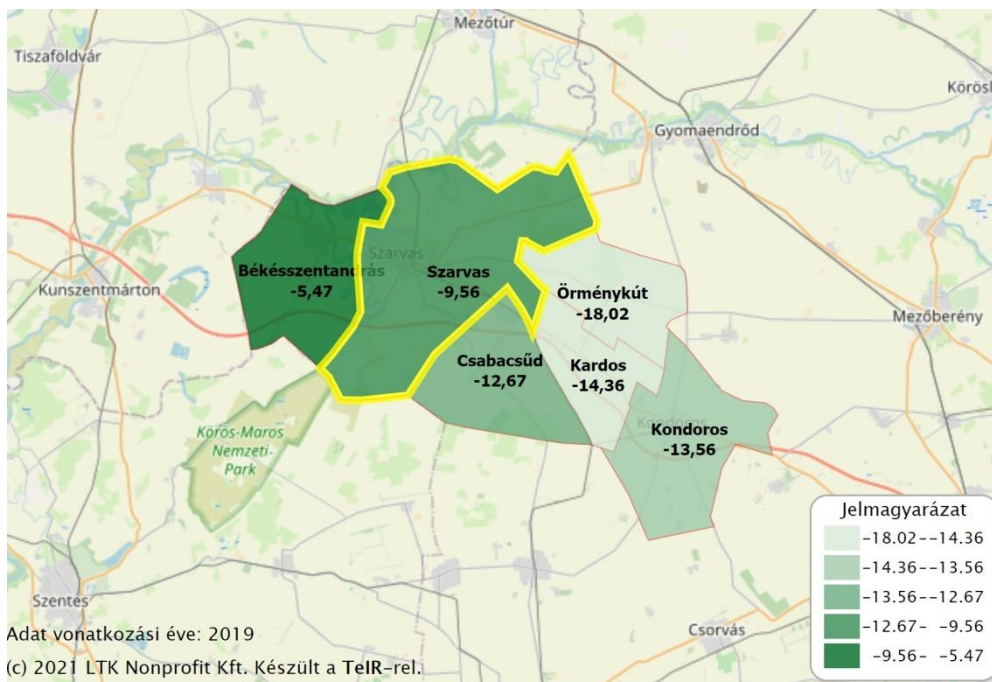 Mezőtúr
Tiszaföldvár
Gyomaendrőd
Szarvas
Békésszentandrás
-5,47
Szarvas
-9,56
Kunszentmárton
Örménykút
-18,02
Mezőberény
Csabacsűd
-12,67
Kardos
-14,36
Kondoros
Kondoros
-13,56
Körös-Maros
Nemzeti-
Park
Szentes
Csorvás
Jelmagyarázat
-18.02--14.36
-14.36--13.56
-13.56--12.67
-12.67- -9.56
-9.56- -5.47
Adat vonatkozási éve: 2019
(c) 2021 LTK Nonprofit Kft. Készült a TeIR-rel.